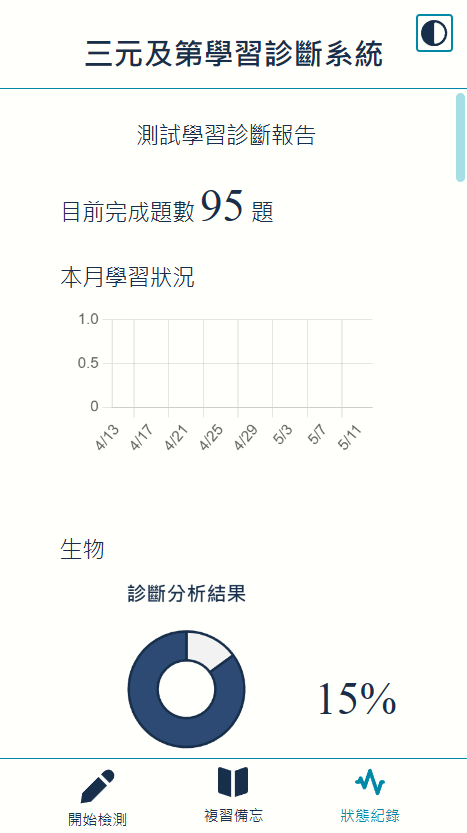 三元及第學習診斷系統
測試學習診斷報告
目前完成題數 95 題
本月學習狀況
1.0
0.5
0
4/13 4/17 4/21 4/25 4/29 5/3 5/7 5/11
生物
診斷分析結果
15%
開始檢測 複習備忘 狀態紀錄